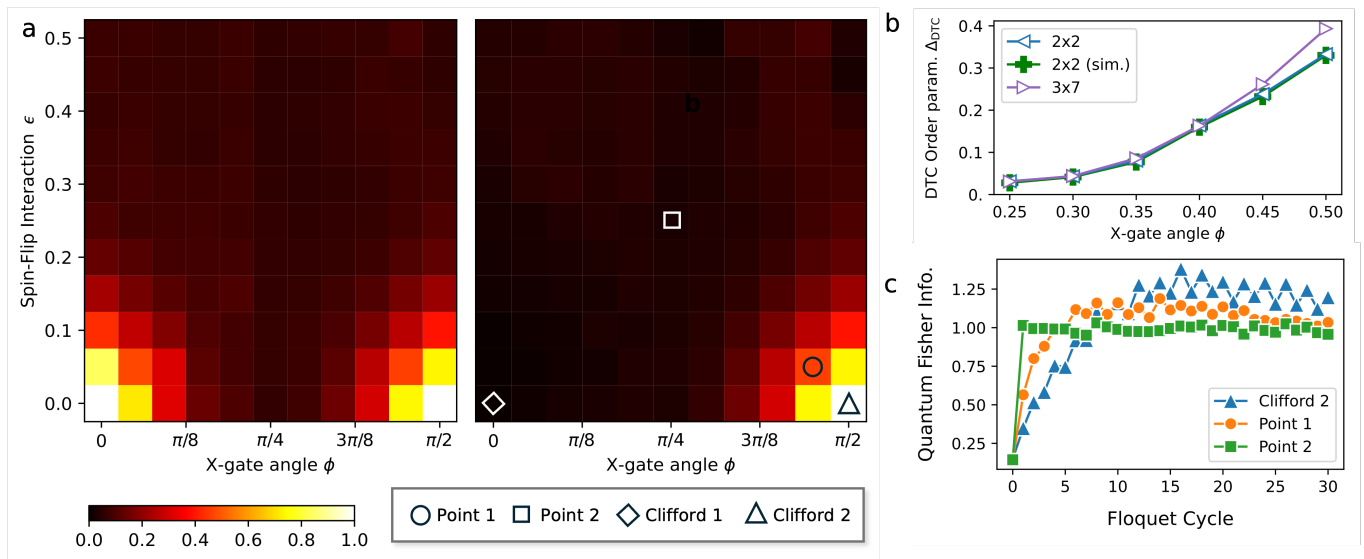 a
Spin-Flip Interaction ϵ
0.5
0.4
0.3
0.2
0.1
0.0
0
π/8
π/4
3π/8
π/2
X-gate angle ϕ
b
0
π/8
π/4
3π/8
π/2
X-gate angle ϕ
0.0
0.2
0.4
0.6
0.8
1.0
Point 1
Point 2
Clifford 1
Clifford 2
b
DTC Order param. Δ_DTC
0.4
0.3
0.2
0.1
0.
2x2
2x2 (sim.)
3x7
0.25
0.30
0.35
0.40
0.45
0.50
X-gate angle ϕ
c
Quantum Fisher Info.
1.25
1.00
0.75
0.50
0.25
Clifford 2
Point 1
Point 2
0
5
10
15
20
25
30
Floquet Cycle